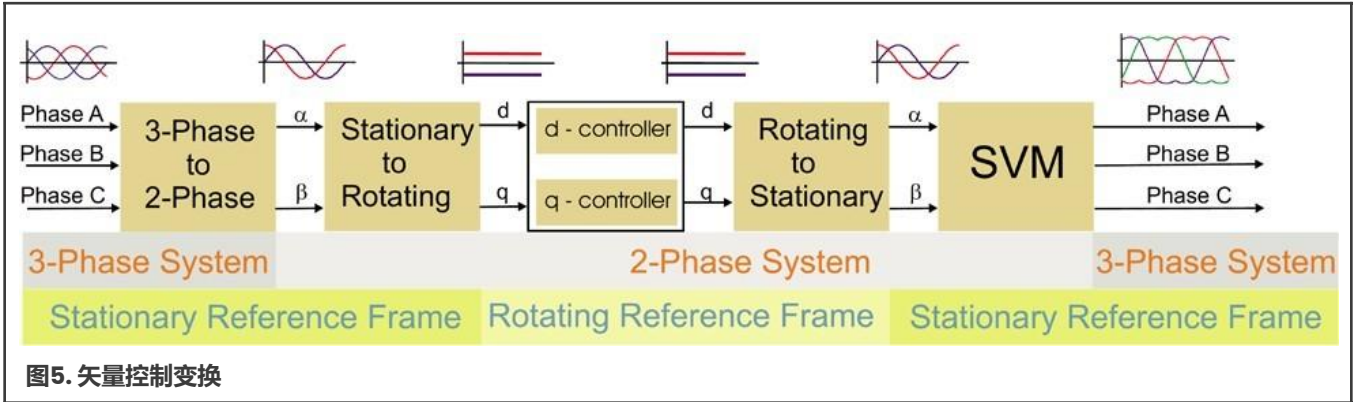 Phase A
Phase B
Phase C
3-Phase
to
2-Phase
α
β
Stationary
to
Rotating
d
q
d - controller
q - controller
d
q
Rotating
to
Stationary
α
β
SVM
Phase A
Phase B
Phase C
3-Phase System
2-Phase System
3-Phase System
Stationary Reference Frame
Rotating Reference Frame
Stationary Reference Frame
图5. 矢量控制变换